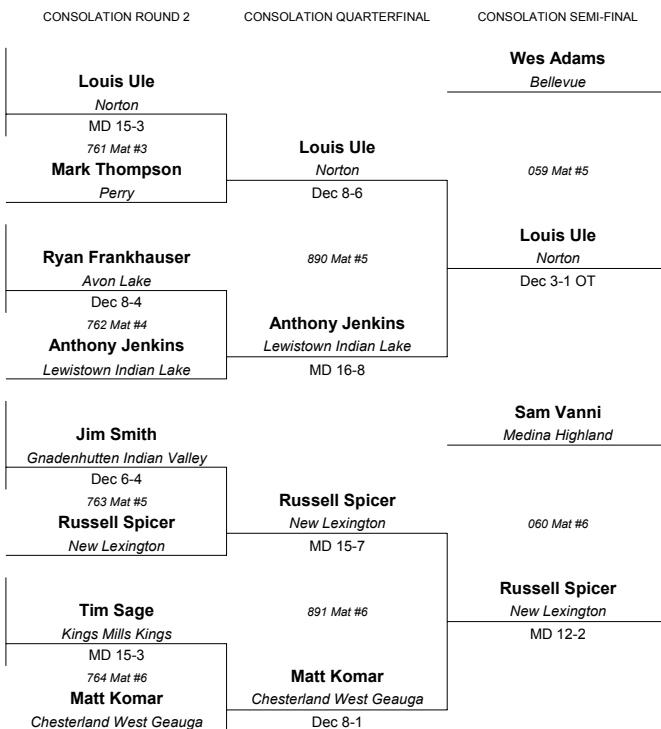 CONSOLATION ROUND 2 CONSOLATION QUARTERFINAL CONSOLATION SEMI-FINAL
Wes Adams
Bellevue
Louis Ule
Norton
MD 15-3
761 Mat #3
Mark Thompson
Perry
Louis Ule
Norton
Dec 8-6
059 Mat #5
Louis Ule
Norton
Dec 3-1 OT
Ryan Frankhauser
Avon Lake
Dec 8-4
762 Mat #4
Anthony Jenkins
Lewistown Indian Lake
890 Mat #5
Anthony Jenkins
Lewistown Indian Lake
MD 16-8
Sam Vanni
Medina Highland
Jim Smith
Gnadenhutten Indian Valley
Dec 6-4
763 Mat #5
Russell Spicer
New Lexington
Russell Spicer
New Lexington
MD 15-7
060 Mat #6
Russell Spicer
New Lexington
MD 12-2
Tim Sage
Kings Mills Kings
MD 15-3
764 Mat #6
Matt Komar
Chesterland West Geauga
891 Mat #6
Matt Komar
Chesterland West Geauga
Dec 8-1